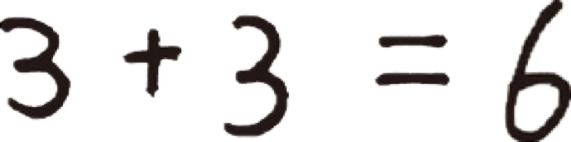 3 + 3 = 6